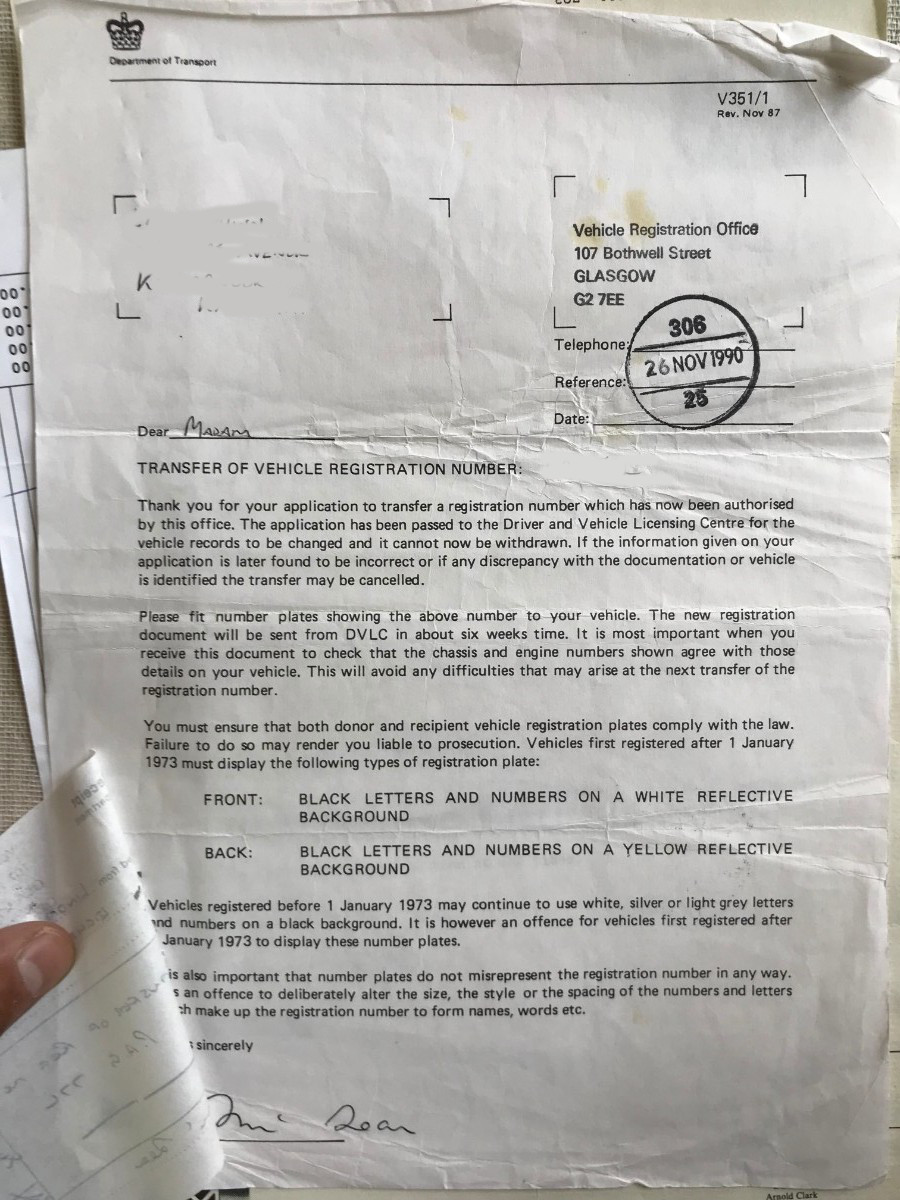 Department of Transport
V351/1
Rev. Nov 87
Vehicle Registration Office
107 Bothwell Street
GLASGOW
G2 7EE
K
Telephone:
306
26 NOV 1990
25
Reference:
Date:
Dear MADAM
TRANSFER OF VEHICLE REGISTRATION NUMBER:
Thank you for your application to transfer a registration number which has now been authorised
by this office. The application has been passed to the Driver and Vehicle Licensing Centre for the
vehicle records to be changed and it cannot now be withdrawn. If the information given on your
application is later found to be incorrect or if any discrepancy with the documentation or vehicle
is identified the transfer may be cancelled.
Please fit number plates showing the above number to your vehicle. The new registration
document will be sent from DVLC in about six weeks time. It is most important when you
receive this document to check that the chassis and engine numbers shown agree with those
details on your vehicle. This will avoid any difficulties that may arise at the next transfer of the
registration number.
You must ensure that both donor and recipient vehicle registration plates comply with the law.
Failure to do so may render you liable to prosecution. Vehicles first registered after 1 January
1973 must display the following types of registration plate:
FRONT: BLACK LETTERS AND NUMBERS ON A WHITE REFLECTIVE
BACKGROUND
BACK: BLACK LETTERS AND NUMBERS ON A YELLOW REFLECTIVE
BACKGROUND
Vehicles registered before 1 January 1973 may continue to use white, silver or light grey letters
nd numbers on a black background. It is however an offence for vehicles first registered after
January 1973 to display these number plates.
is also important that number plates do not misrepresent the registration number in any way.
s an offence to deliberately alter the size, the style or the spacing of the numbers and letters
ch make up the registration number to form names, words etc.
s sincerely
00
00
00
00
00
Arnold Clark